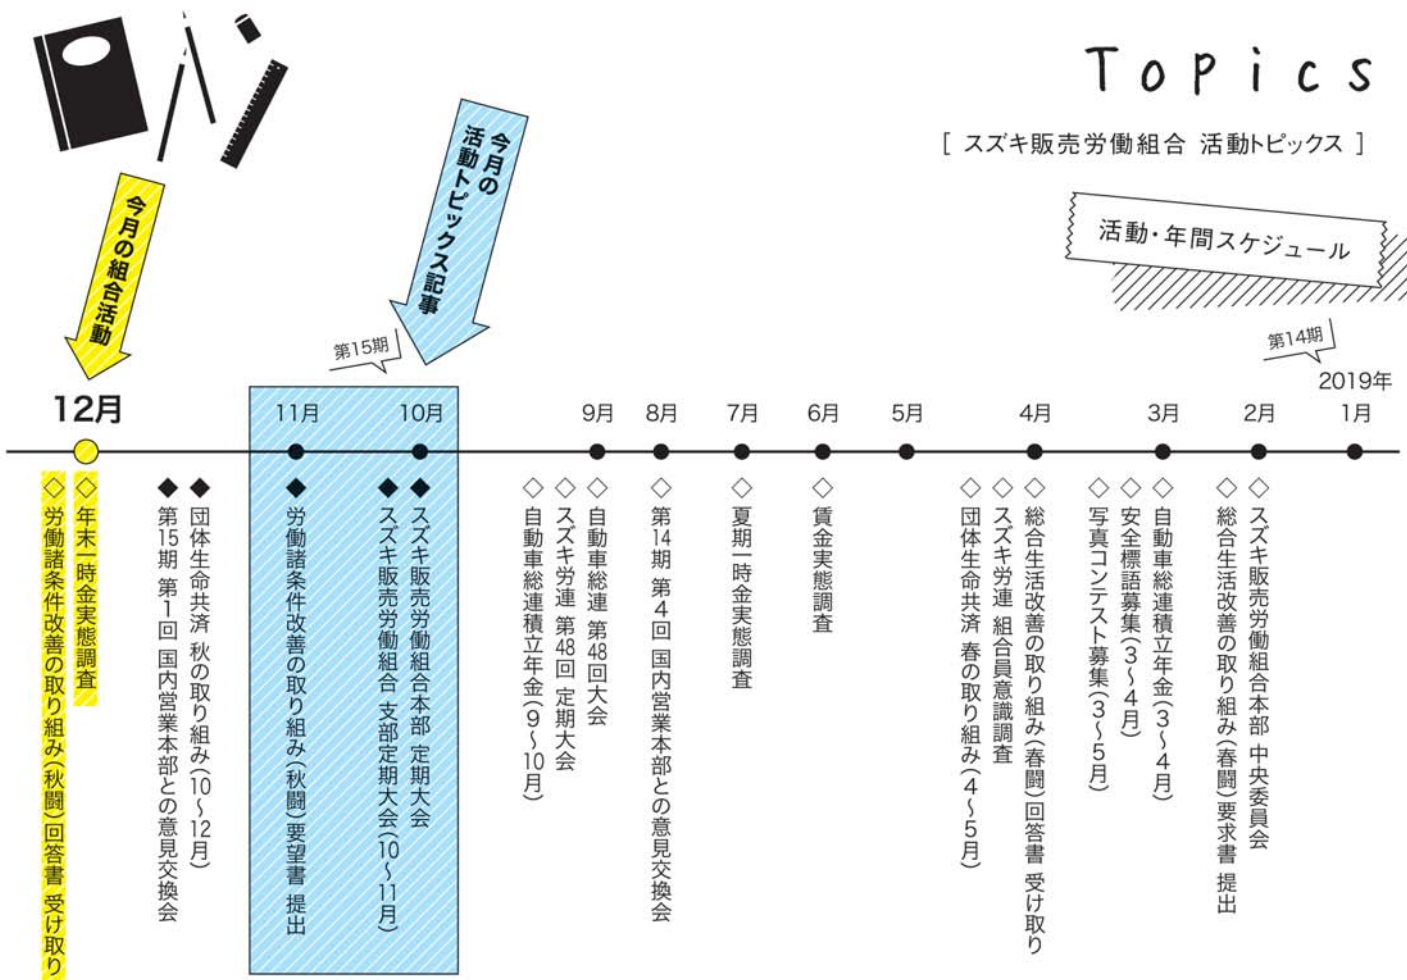 Topics
[ スズキ販売労働組合 活動トピックス ]
活動・年間スケジュール
今月の
活動トピックス記事
今月の組合活動
第14期
第15期
2019年
1月
2月
3月
4月
5月
6月
7月
8月
9月
10月
11月
12月
◇スズキ販売労働組合本部 中央委員会
◇総合生活改善の取り組み(春闘)要求書 提出
◇自動車総連積立年金(3～4月)
◇安全標語募集(3～4月)
◇写真コンテスト募集(3～5月)
◇総合生活改善の取り組み(春闘)回答書 受け取り
◇スズキ労連 組合員意識調査
◇団体生命共済 春の取り組み(4～5月)
◇賃金実態調査
◇夏期一時金実態調査
◇第14期 第4回 国内営業本部との意見交換会
◇自動車総連 第48回大会
◇スズキ労連 第48回 定期大会
◇自動車総連積立年金(9～10月)
◆スズキ販売労働組合本部 定期大会
◆スズキ販売労働組合 支部定期大会(10～11月)
◆労働諸条件改善の取り組み(秋闘)要望書 提出
◆団体生命共済 秋の取り組み(10～12月)
◆第15期 第1回 国内営業本部との意見交換会
◇年末一時金実態調査
◇労働諸条件改善の取り組み(秋闘)回答書 受け取り